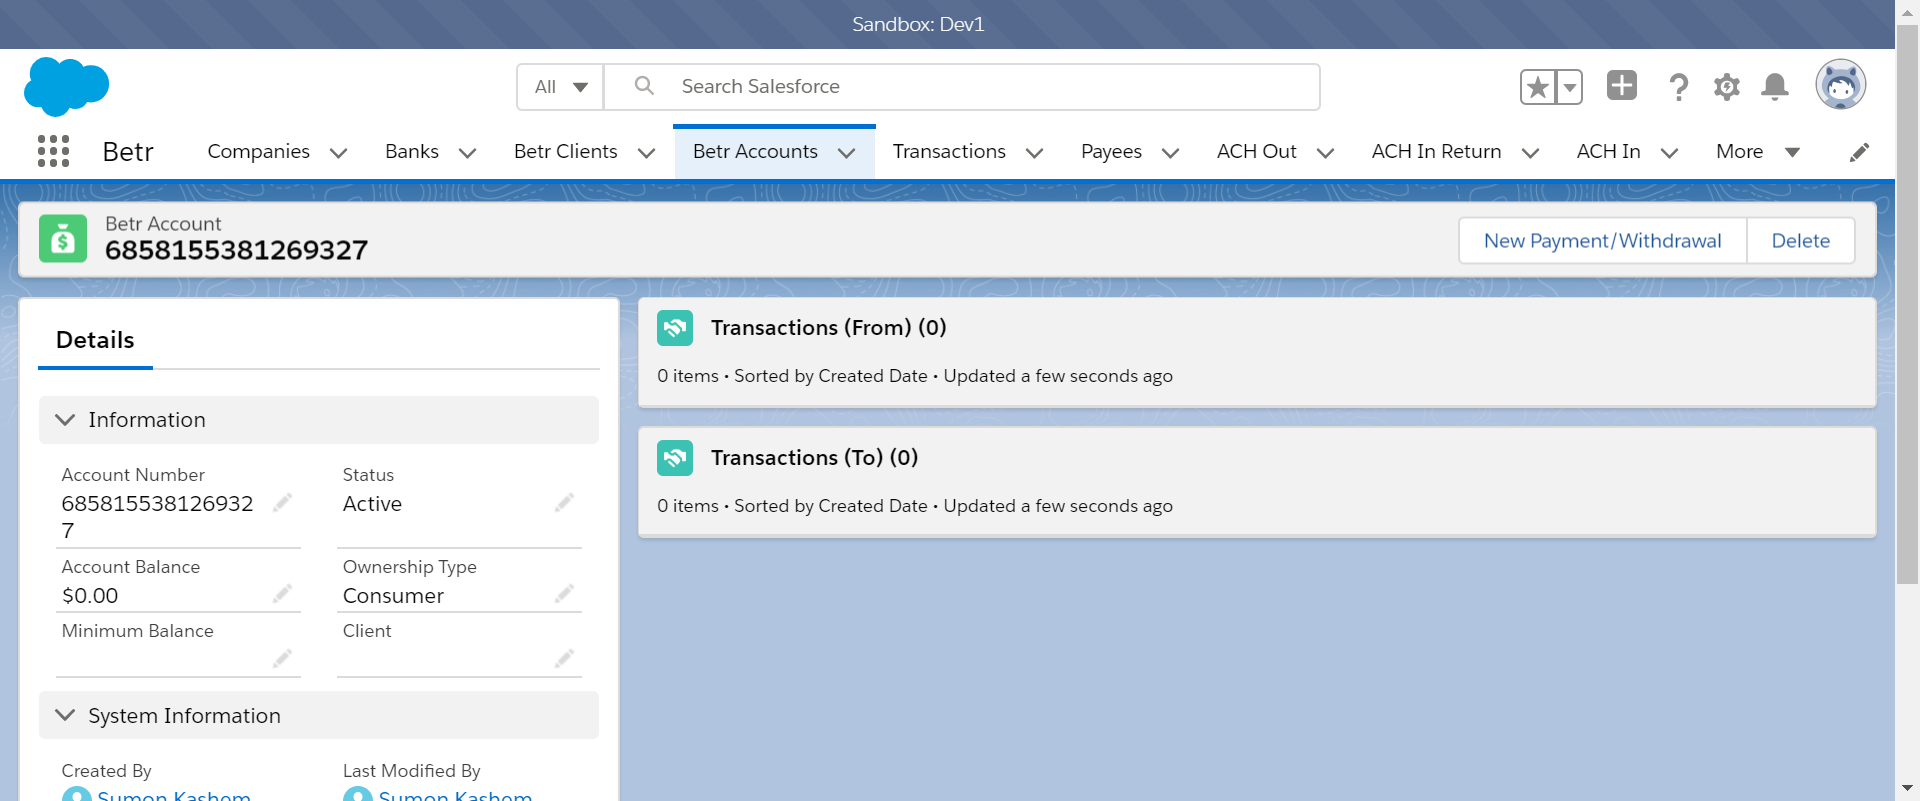 Sandbox: Dev1
All
Search Salesforce
Betr
Companies
Banks
Betr Clients
Betr Accounts
Transactions
Payees
ACH Out
ACH In Return
ACH In
More
Betr Account
6858155381269327
New Payment/Withdrawal
Delete
Details
Information
Account Number
685815538126932
7
Status
Active
Account Balance
$0.00
Ownership Type
Consumer
Minimum Balance
Client
System Information
Created By
Sumon Kashem
Last Modified By
Sumon Kashem
Transactions (From) (0)
0 items • Sorted by Created Date • Updated a few seconds ago
Transactions (To) (0)
0 items • Sorted by Created Date • Updated a few seconds ago